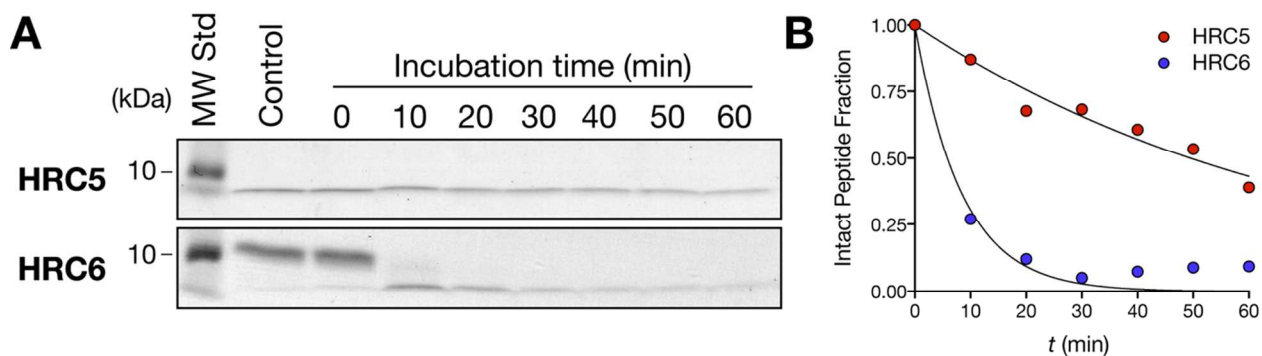 A
MW Std
Control
Incubation time (min)
(kDa)
0 10 20 30 40 50 60
HRC5
10
HRC6
10
B
HRC5
HRC6
Intact Peptide Fraction
1.00
0.75
0.50
0.25
0.00
0 10 20 30 40 50 60
t (min)